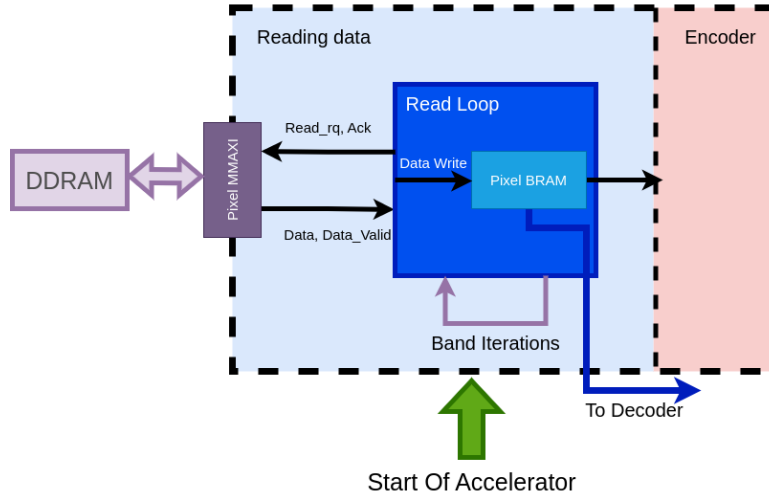 Reading data
Encoder
Read Loop
Read_rq, Ack
DDRAM
Pixel MMAXI
Data Write
Pixel BRAM
Data, Data_Valid
Band Iterations
To Decoder
Start Of Accelerator